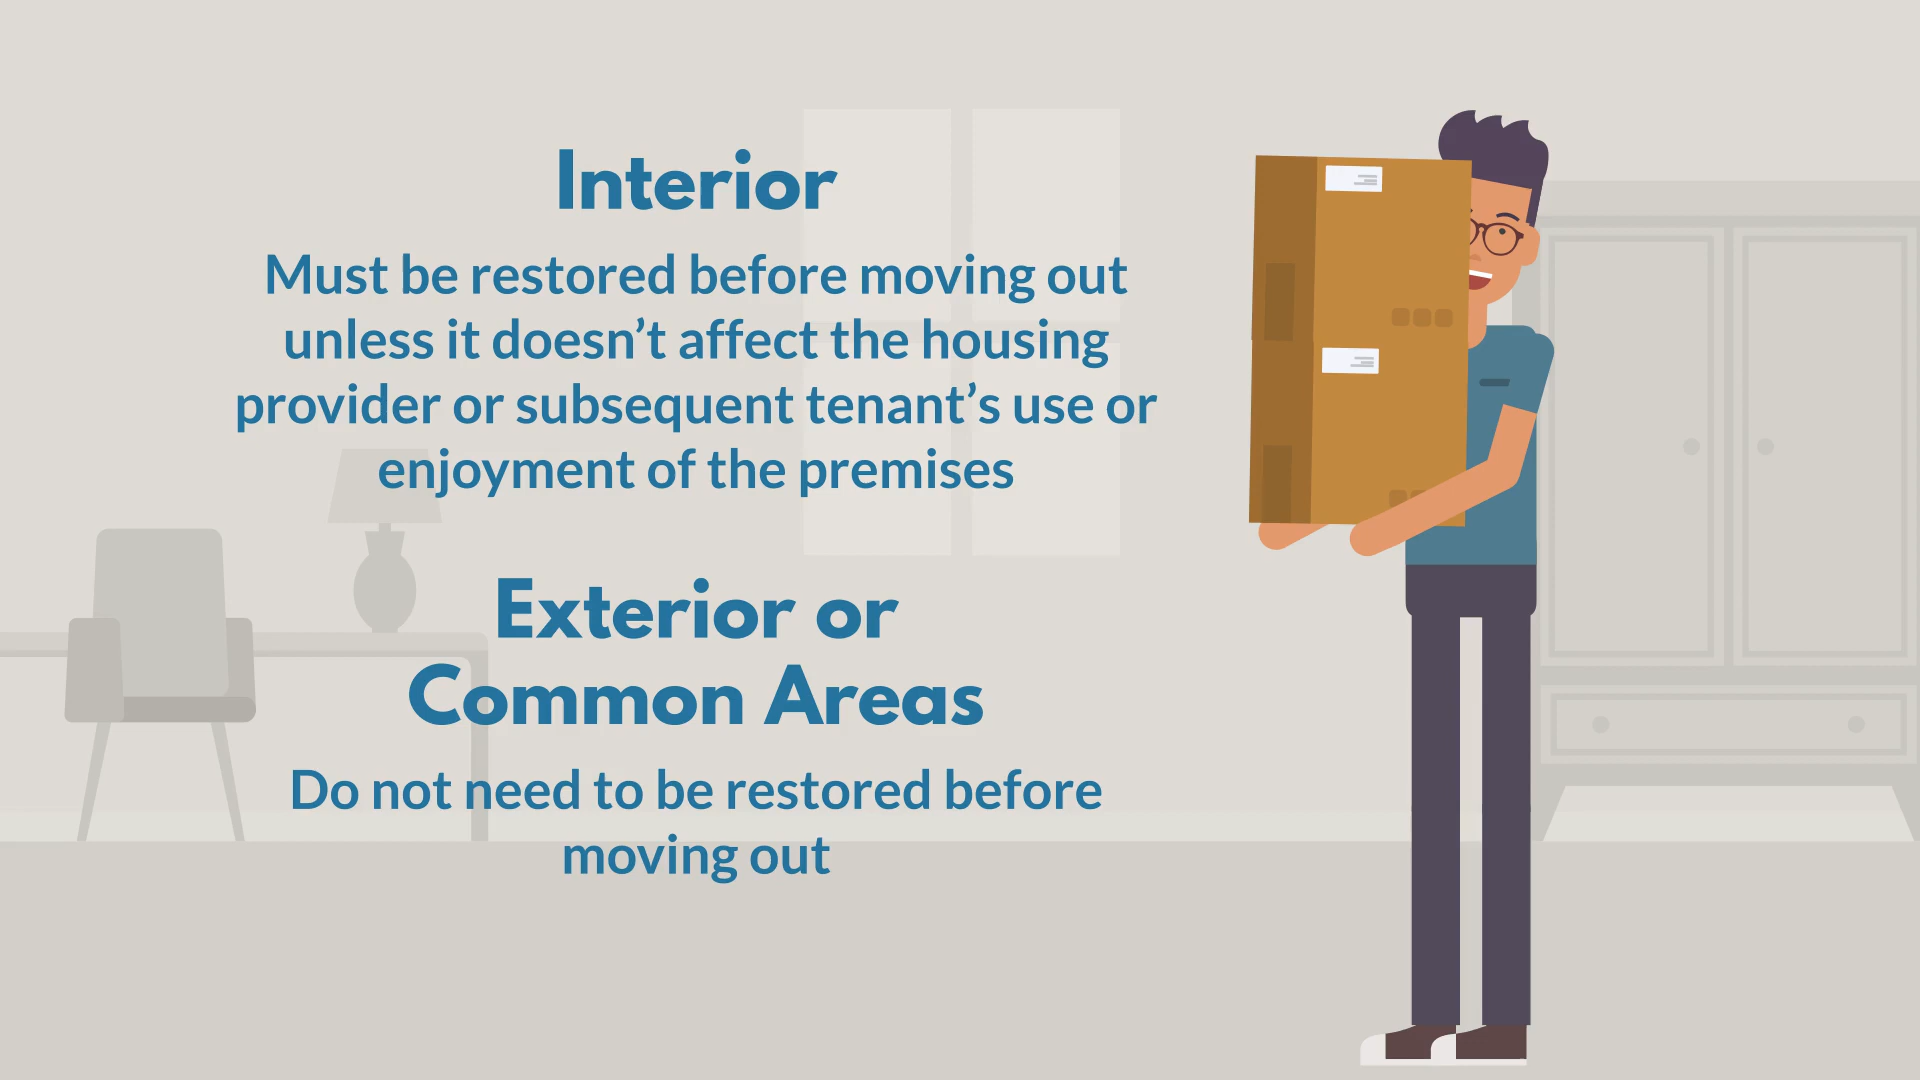 Interior
Must be restored before moving out
unless it doesn’t affect the housing
provider or subsequent tenant’s use or
enjoyment of the premises
Exterior or
Common Areas
Do not need to be restored before
moving out